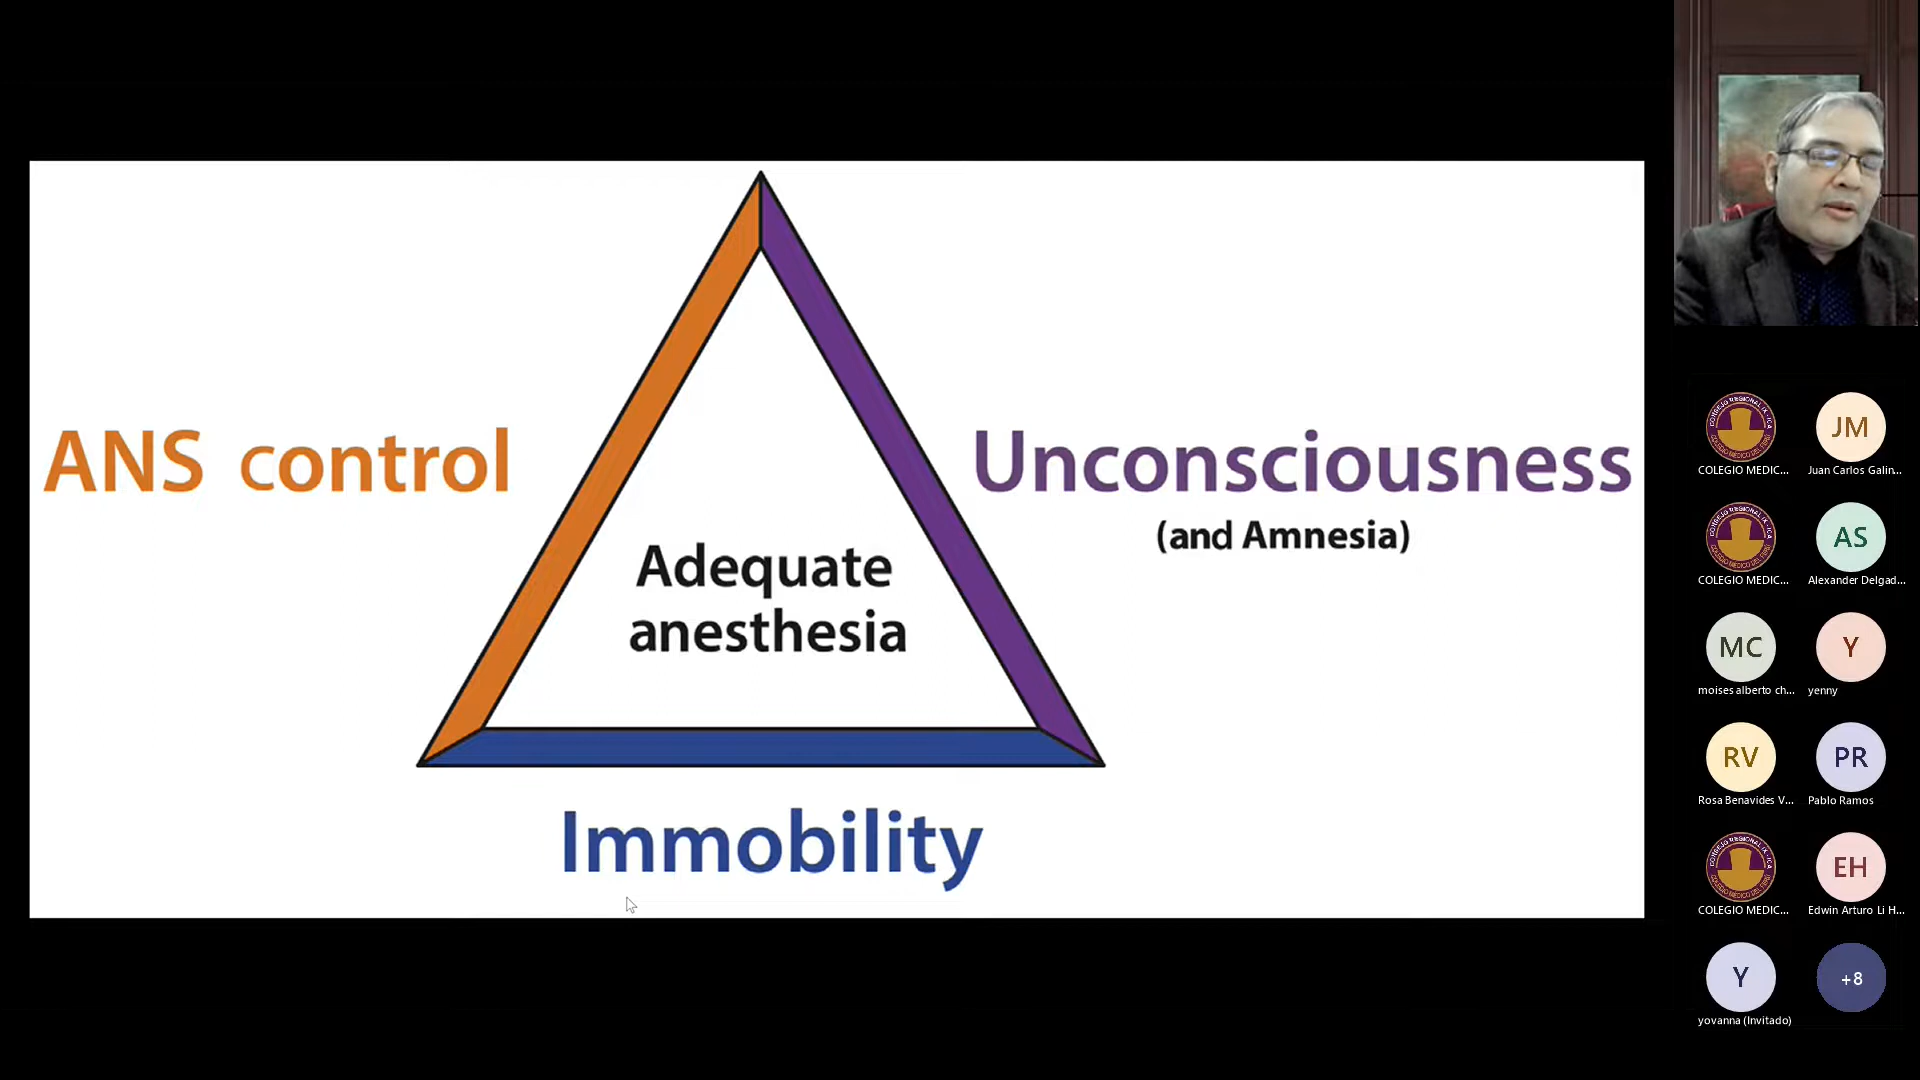 ANS control
Unconsciousness
(and Amnesia)
Adequate
anesthesia
Immobility
JM
COLEGIO MEDIC...
Juan Carlos Galin...
AS
COLEGIO MEDIC...
Alexander Delgad...
MC
Y
moises alberto ch...
yenny
RV
PR
Rosa Benavides V...
Pablo Ramos
EH
COLEGIO MEDIC...
Edwin Arturo Li H...
Y
+8
yovanna (Invitado)